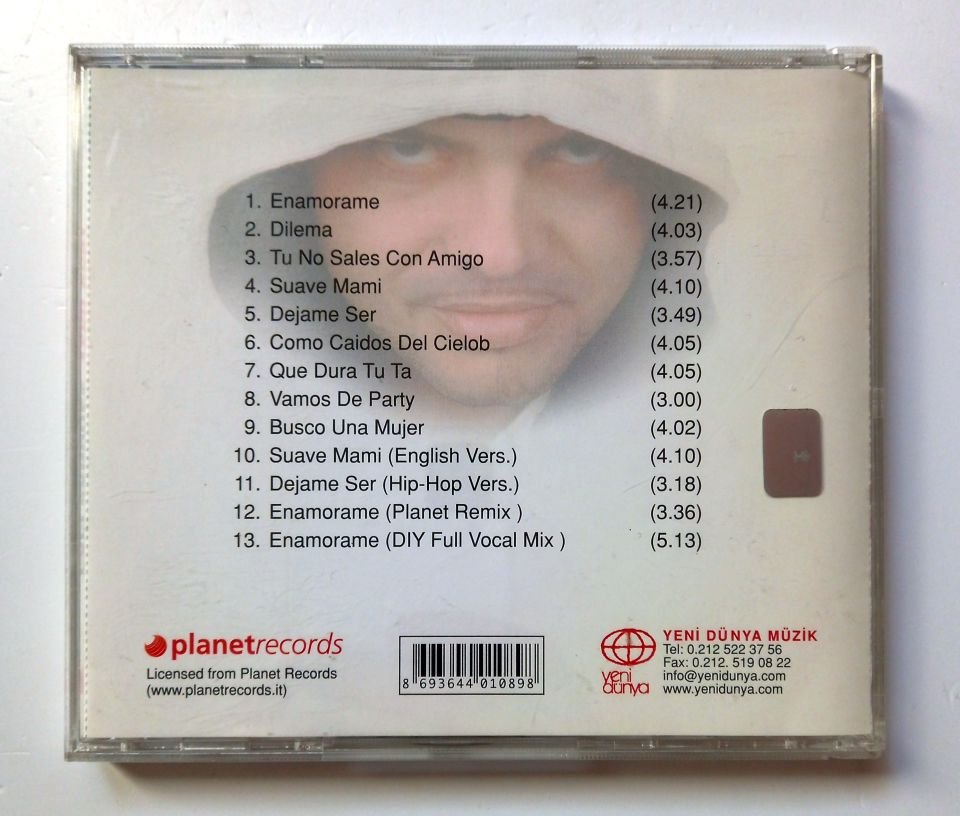 1. Enamorame (4.21)
2. Dilema (4.03)
3. Tu No Sales Con Amigo (3.57)
4. Suave Mami (4.10)
5. Dejame Ser (3.49)
6. Como Caidos Del Cielob (4.05)
7. Que Dura Tu Ta (4.05)
8. Vamos De Party (3.00)
9. Busco Una Mujer (4.02)
10. Suave Mami (English Vers.) (4.10)
11. Dejame Ser (Hip-Hop Vers.) (3.18)
12. Enamorame (Planet Remix ) (3.36)
13. Enamorame (DIY Full Vocal Mix ) (5.13)
planetrecords
Licensed from Planet Records
(www.planetrecords.it)
8 693644 010898
yeni
dünya
YENİ DÜNYA MÜZİK
Tel: 0.212 522 37 56
Fax: 0.212. 519 08 22
info@yenidunya.com
www.yenidunya.com